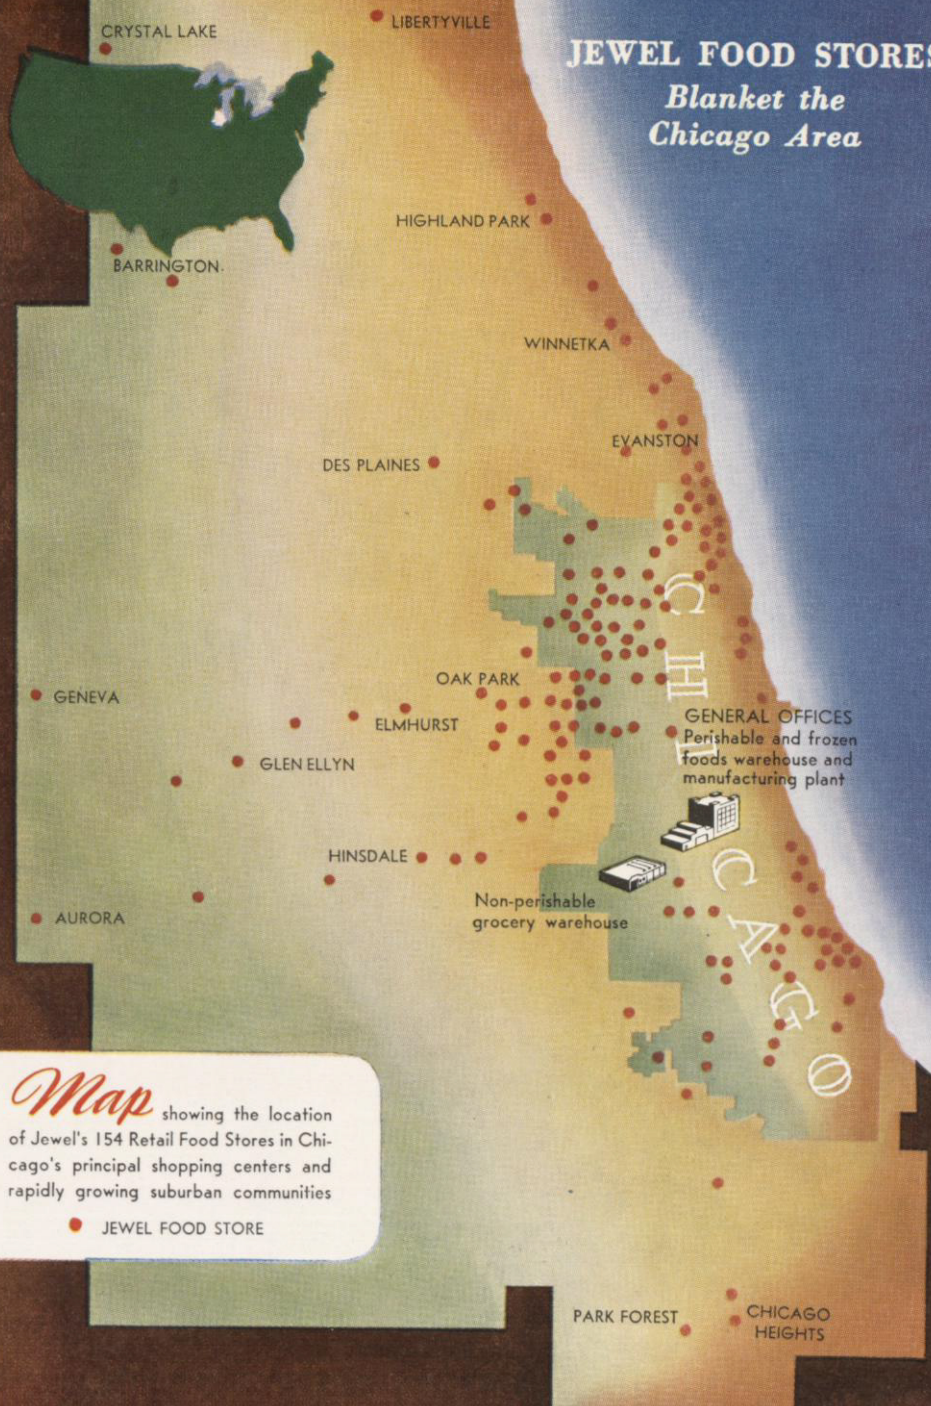 CRYSTAL LAKE
LIBERTYVILLE
JEWEL FOOD STORES
Blanket the
Chicago Area
HIGHLAND PARK
BARRINGTON
WINNETKA
EVANSTON
DES PLAINES
CHICAGO
OAK PARK
GENEVA
ELMHURST
GENERAL OFFICES
Perishable and frozen
foods warehouse and
manufacturing plant
GLEN ELLYN
HINSDALE
Non-perishable
grocery warehouse
AURORA
Map showing the location
of Jewel's 154 Retail Food Stores in Chi-
cago's principal shopping centers and
rapidly growing suburban communities
JEWEL FOOD STORE
PARK FOREST
CHICAGO
HEIGHTS